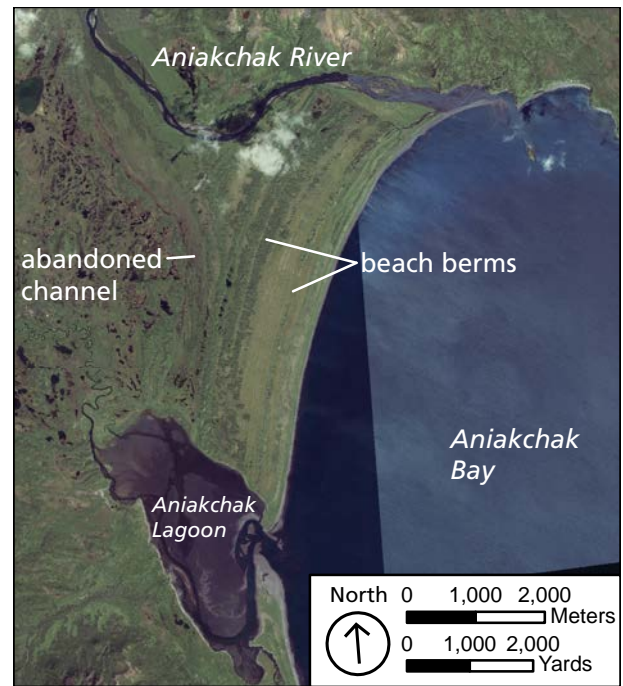 Aniakchak River
abandoned
channel
beach berms
Aniakchak
Bay
Aniakchak
Lagoon
North 0 1,000 2,000
Meters
0 1,000 2,000
Yards